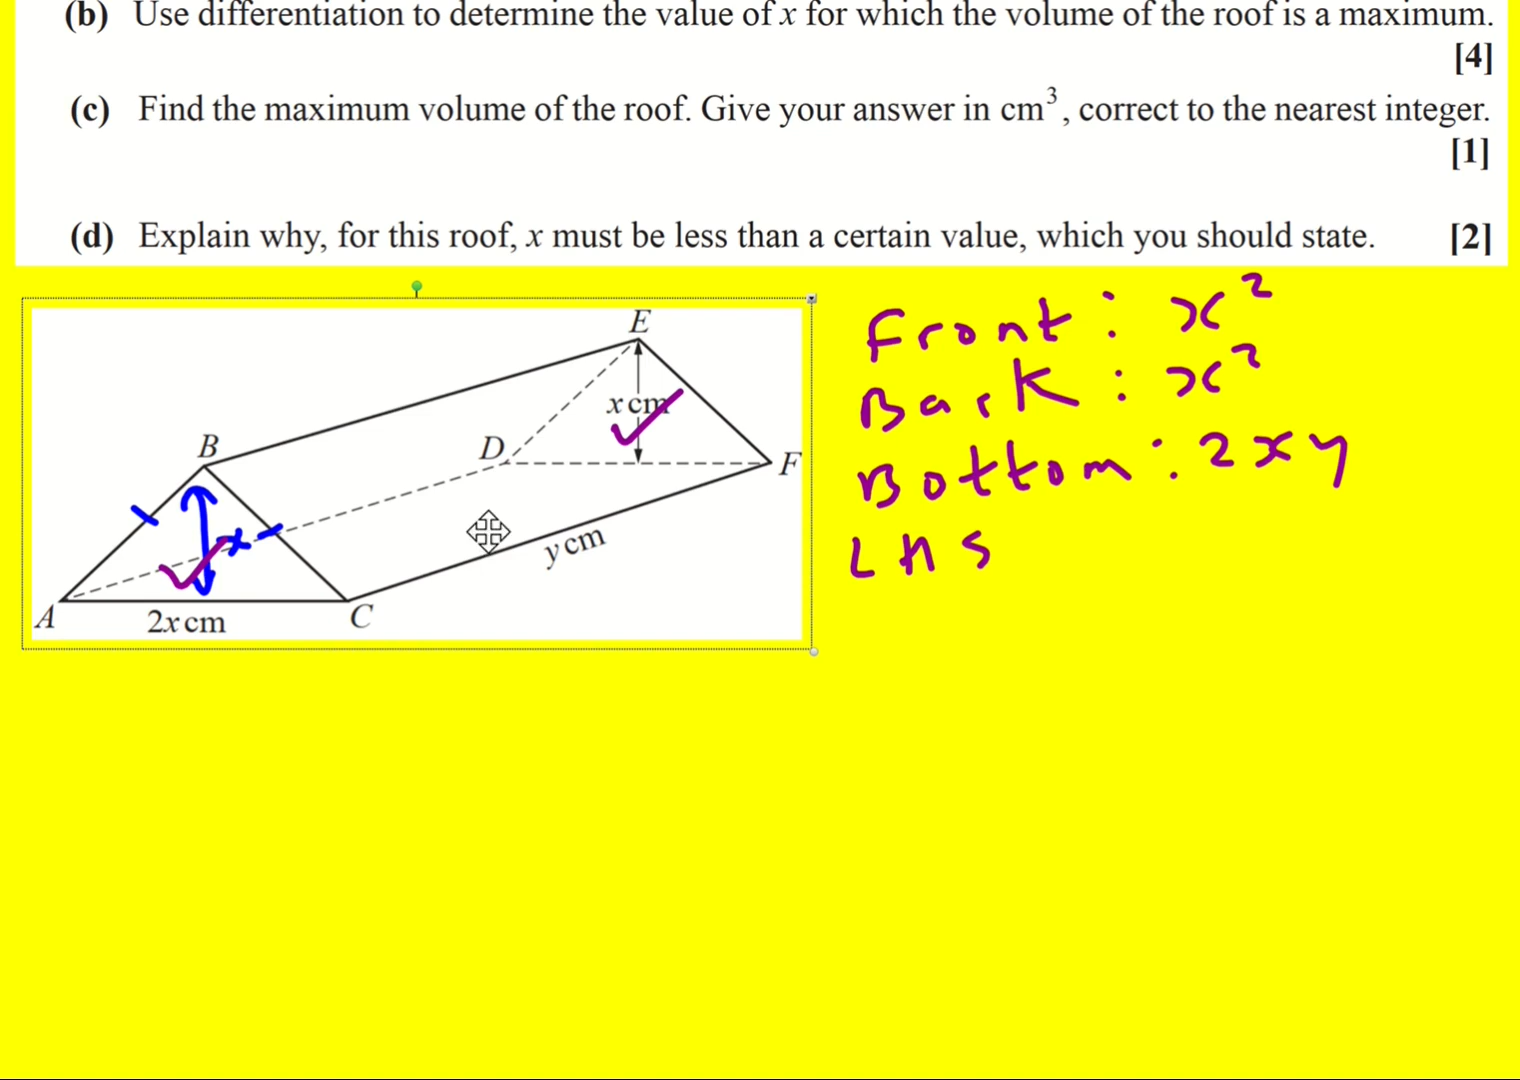 (b) Use differentiation to determine the value of x for which the volume of the roof is a maximum.
[4]
(c) Find the maximum volume of the roof. Give your answer in cm³, correct to the nearest integer.
[1]
(d) Explain why, for this roof, x must be less than a certain value, which you should state. [2]
Front: x²
Back: x²
Bottom: 2xy
LHS
E
x cm
B
D
F
x
y cm
A
2x cm
C